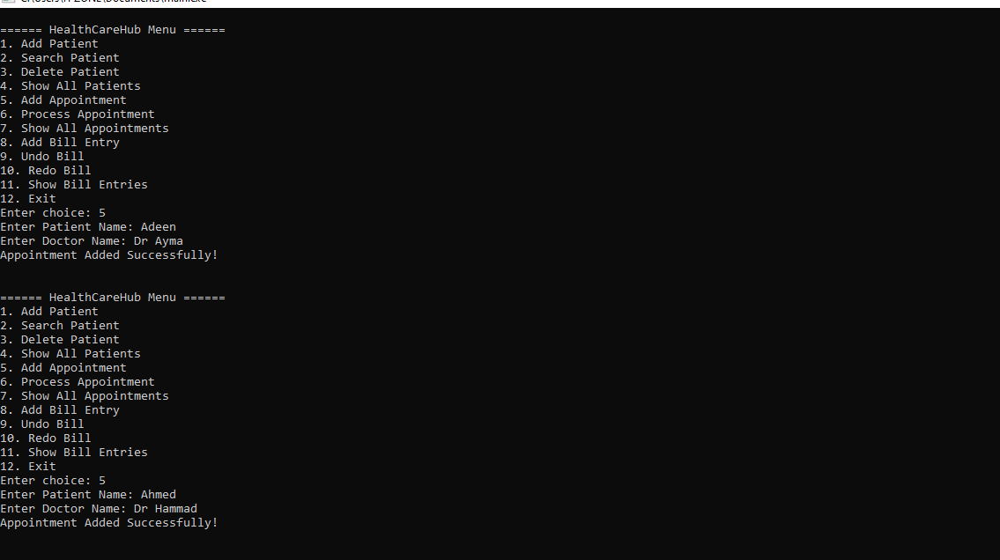 ====== HealthCareHub Menu ======
1. Add Patient
2. Search Patient
3. Delete Patient
4. Show All Patients
5. Add Appointment
6. Process Appointment
7. Show All Appointments
8. Add Bill Entry
9. Undo Bill
10. Redo Bill
11. Show Bill Entries
12. Exit
Enter choice: 5
Enter Patient Name: Adeen
Enter Doctor Name: Dr Ayma
Appointment Added Successfully!
====== HealthCareHub Menu ======
1. Add Patient
2. Search Patient
3. Delete Patient
4. Show All Patients
5. Add Appointment
6. Process Appointment
7. Show All Appointments
8. Add Bill Entry
9. Undo Bill
10. Redo Bill
11. Show Bill Entries
12. Exit
Enter choice: 5
Enter Patient Name: Ahmed
Enter Doctor Name: Dr Hammad
Appointment Added Successfully!